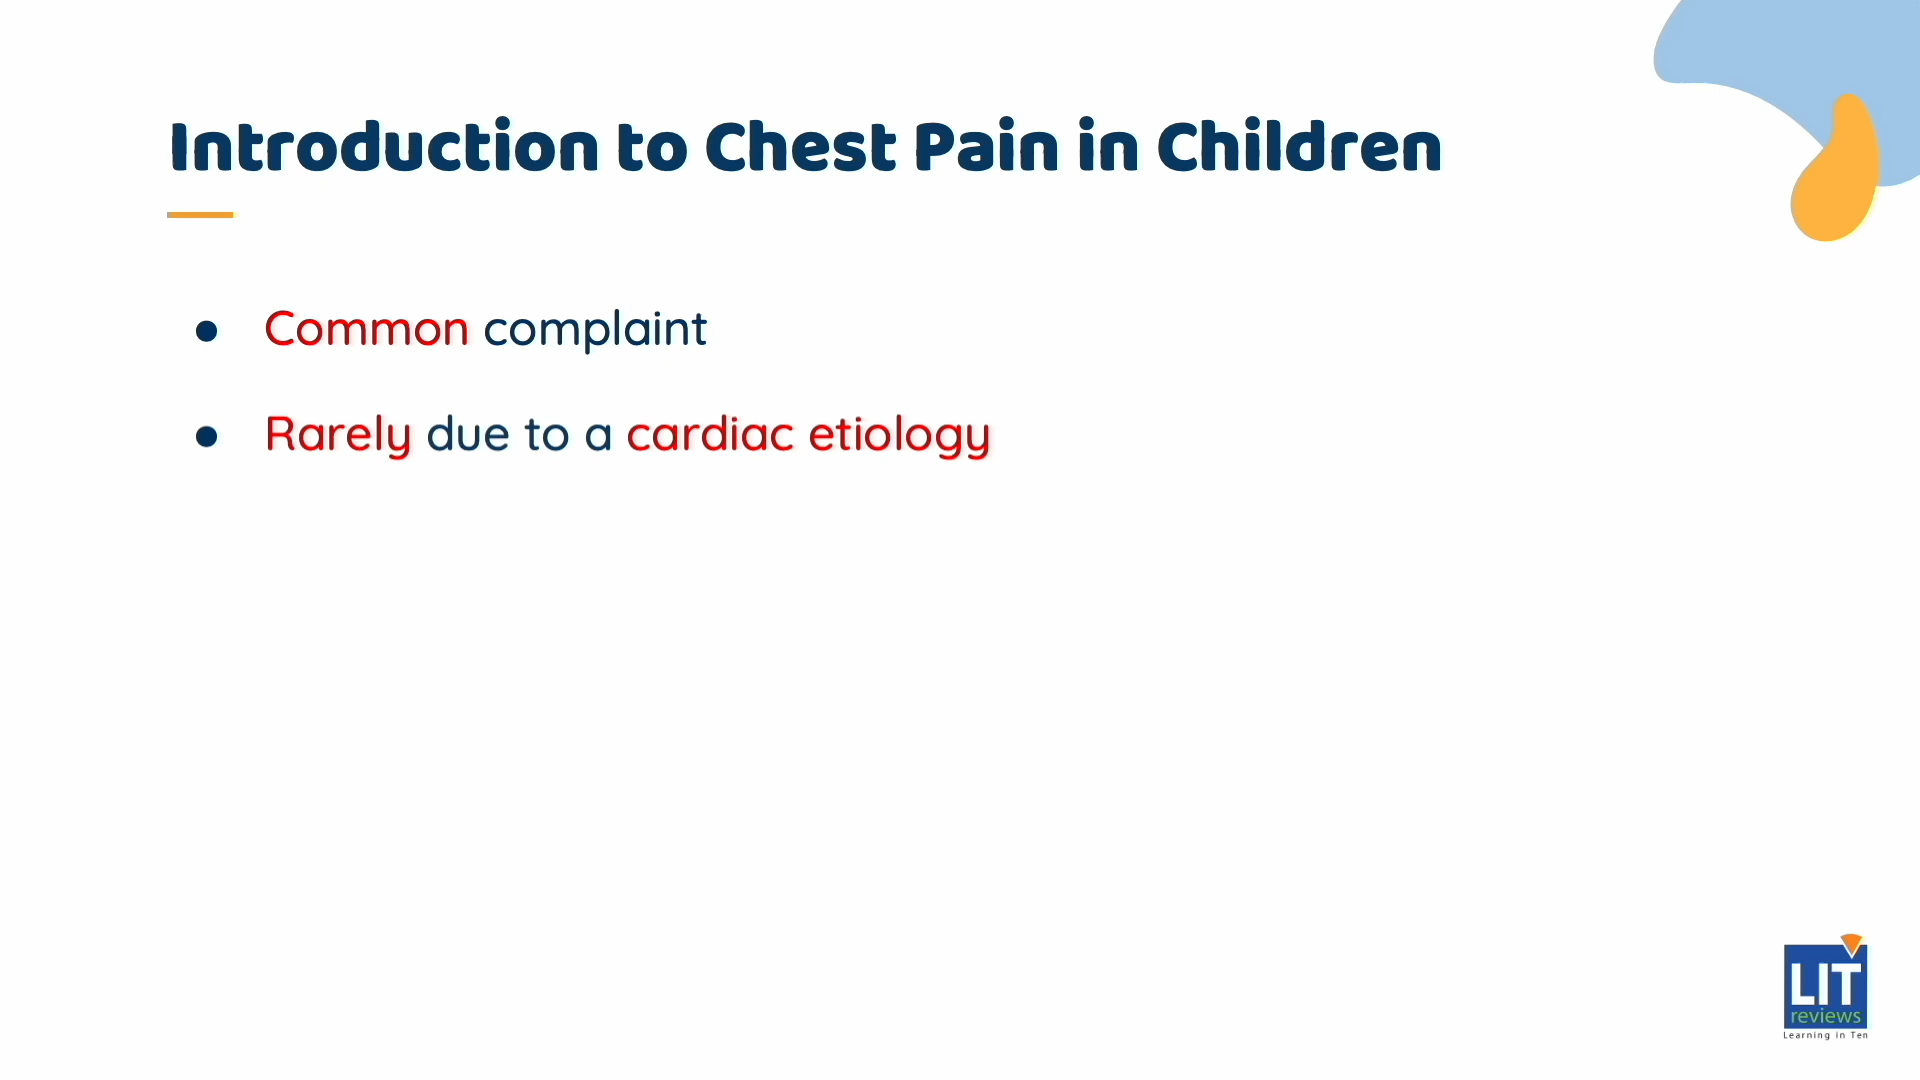 Introduction to Chest Pain in Children
● Common complaint
● Rarely due to a cardiac etiology
LIT
reviews
Learning in Ten